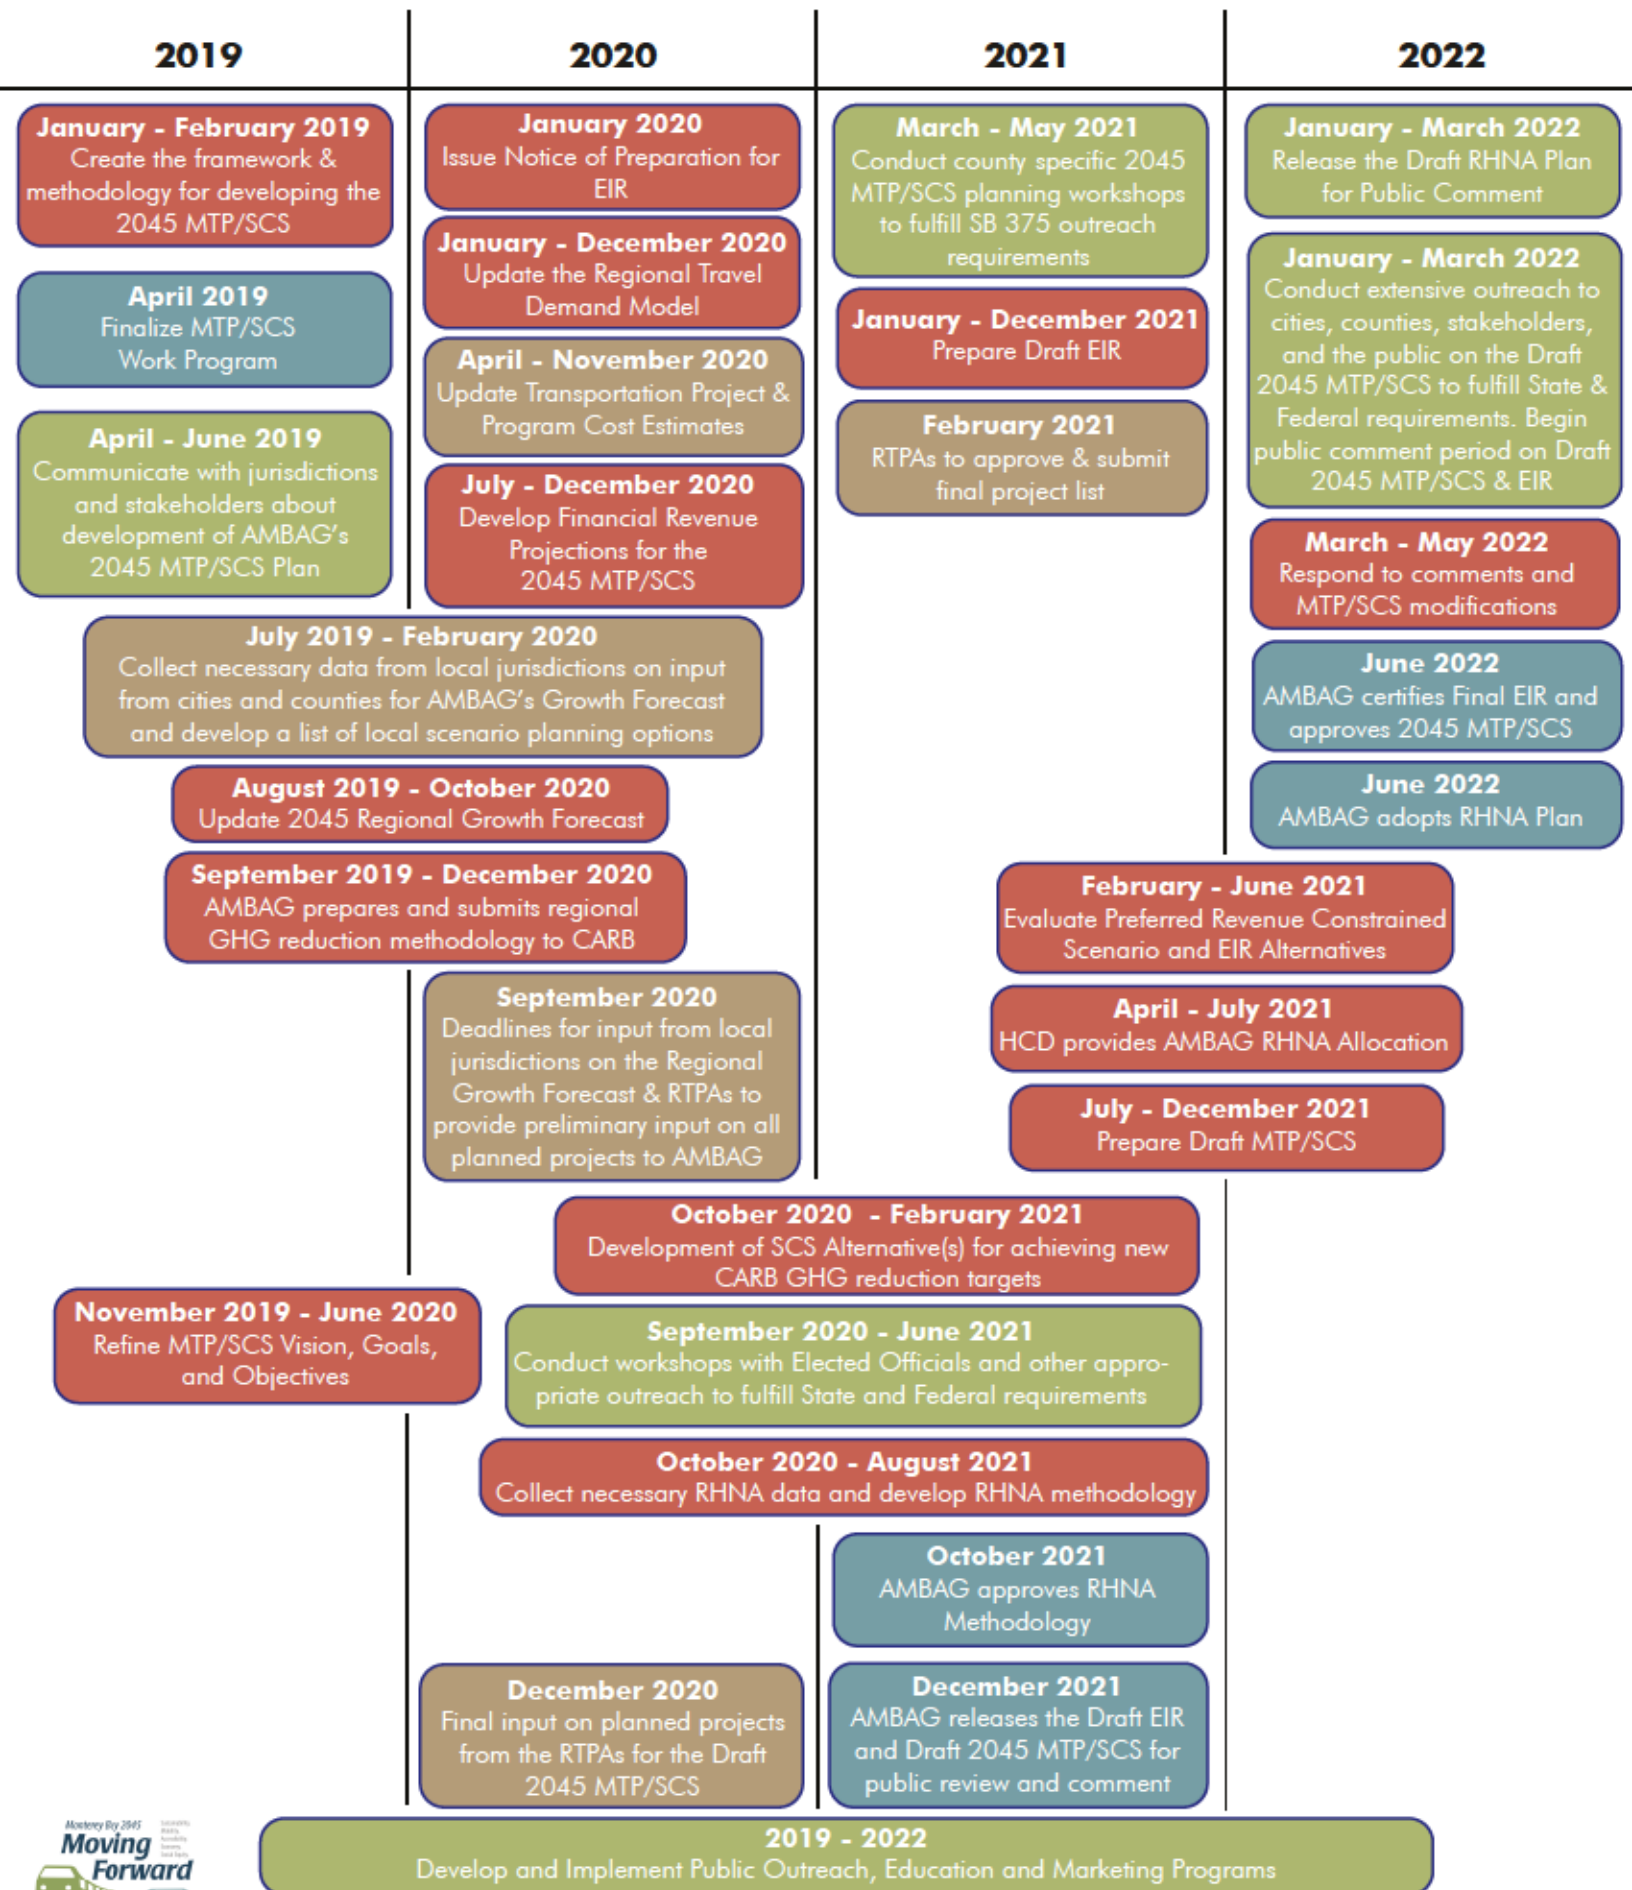 2019
2020
2021
2022
January - February 2019
Create the framework &
methodology for developing the
2045 MTP/SCS
April 2019
Finalize MTP/SCS
Work Program
April - June 2019
Communicate with jurisdictions
and stakeholders about
development of AMBAG's
2045 MTP/SCS Plan
January 2020
Issue Notice of Preparation for
EIR
January - December 2020
Update the Regional Travel
Demand Model
April - November 2020
Update Transportation Project &
Program Cost Estimates
July - December 2020
Develop Financial Revenue
Projections for the
2045 MTP/SCS
March - May 2021
Conduct county specific 2045
MTP/SCS planning workshops
to fulfill SB 375 outreach
requirements
January - December 2021
Prepare Draft EIR
February 2021
RTPAs to approve & submit
final project list
January - March 2022
Release the Draft RHNA Plan
for Public Comment
January - March 2022
Conduct extensive outreach to
cities, counties, stakeholders,
and the public on the Draft
2045 MTP/SCS to fulfill State &
Federal requirements. Begin
public comment period on Draft
2045 MTP/SCS & EIR
March - May 2022
Respond to comments and
MTP/SCS modifications
June 2022
AMBAG certifies Final EIR and
approves 2045 MTP/SCS
June 2022
AMBAG adopts RHNA Plan
July 2019 - February 2020
Collect necessary data from local jurisdictions on input
from cities and counties for AMBAG's Growth Forecast
and develop a list of local scenario planning options
August 2019 - October 2020
Update 2045 Regional Growth Forecast
September 2019 - December 2020
AMBAG prepares and submits regional
GHG reduction methodology to CARB
February - June 2021
Evaluate Preferred Revenue Constrained
Scenario and EIR Alternatives
April - July 2021
HCD provides AMBAG RHNA Allocation
July - December 2021
Prepare Draft MTP/SCS
September 2020
Deadlines for input from local
jurisdictions on the Regional
Growth Forecast & RTPAs to
provide preliminary input on all
planned projects to AMBAG
October 2020 - February 2021
Development of SCS Alternative(s) for achieving new
CARB GHG reduction targets
November 2019 - June 2020
Refine MTP/SCS Vision, Goals,
and Objectives
September 2020 - June 2021
Conduct workshops with Elected Officials and other appro-
priate outreach to fulfill State and Federal requirements
October 2020 - August 2021
Collect necessary RHNA data and develop RHNA methodology
October 2021
AMBAG approves RHNA
Methodology
December 2020
Final input on planned projects
from the RTPAs for the Draft
2045 MTP/SCS
December 2021
AMBAG releases the Draft EIR
and Draft 2045 MTP/SCS for
public review and comment
Monterey Bay 2045
Moving
Forward
2019 - 2022
Develop and Implement Public Outreach, Education and Marketing Programs